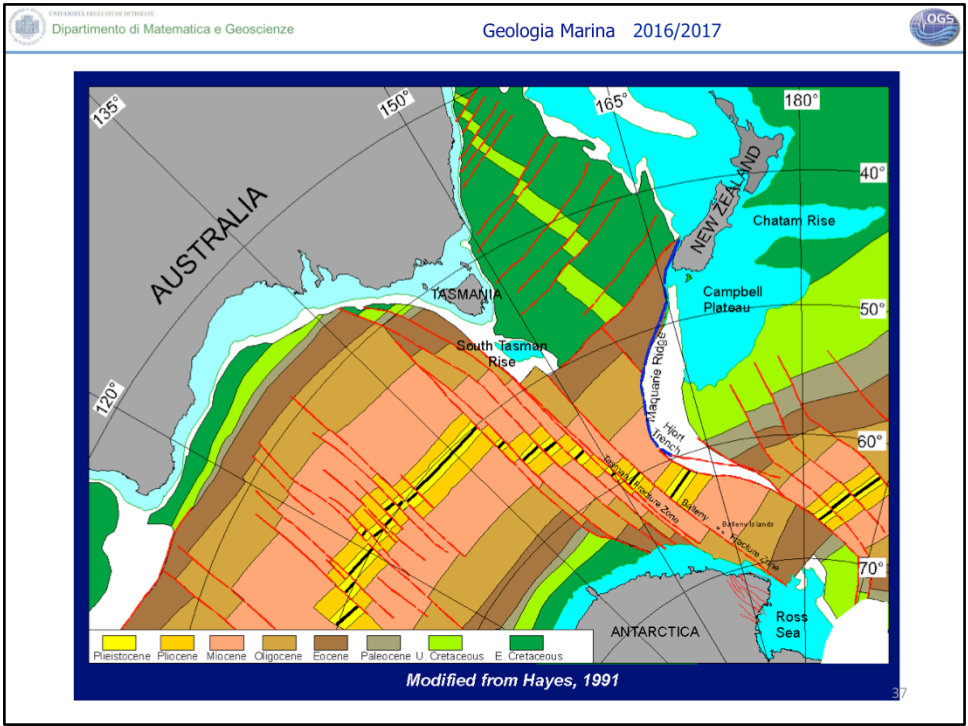 UNIVERSITÀ DEGLI STUDI DI TRIESTE
Dipartimento di Matematica e Geoscienze
Geologia Marina 2016/2017
OGS
135°
150°
165°
180°
AUSTRALIA
NEW ZEALAND
40°
Chatam Rise
TASMANIA
Campbell
Plateau
50°
South Tasman
Rise
Maquarie Ridge
120°
Hjort
Trench
60°
Tasman Fracture Zone
Balleny
Balleny Islands
Fracture Zone
70°
ANTARCTICA
Ross
Sea
Plieistocene Pliocene Miocene Oligocene Eocene Paleocene U. Cretaceous E. Cretaceous
Modified from Hayes, 1991
37